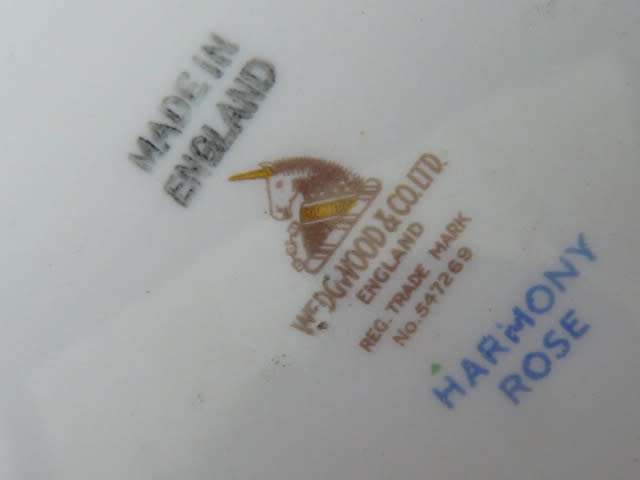 MADE IN
ENGLAND
WEDGWOOD & CO. LTD.
ENGLAND
REG. TRADE MARK
No. 547269
HARMONY
ROSE